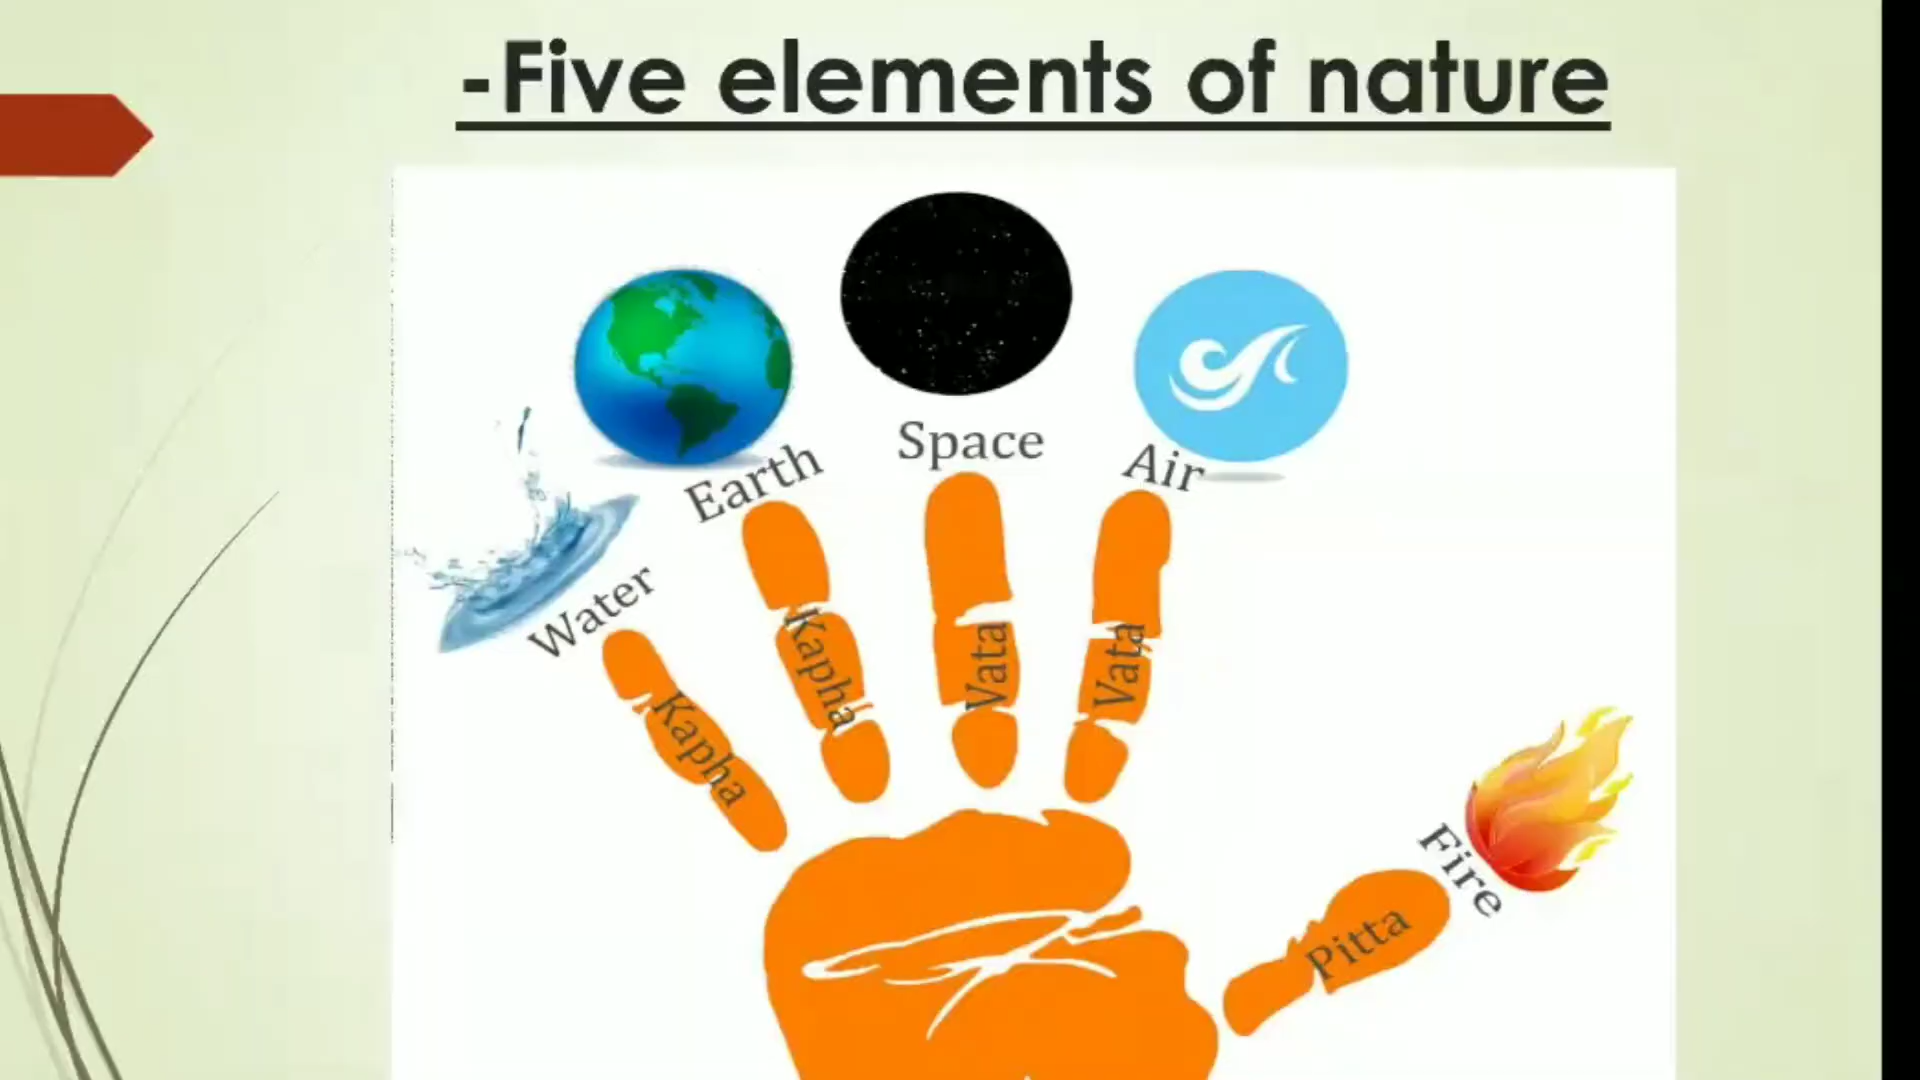 -Five elements of nature
Space
Earth
Air
Water
Kapha
Kapha
Vata
Vata
Fire
Pitta